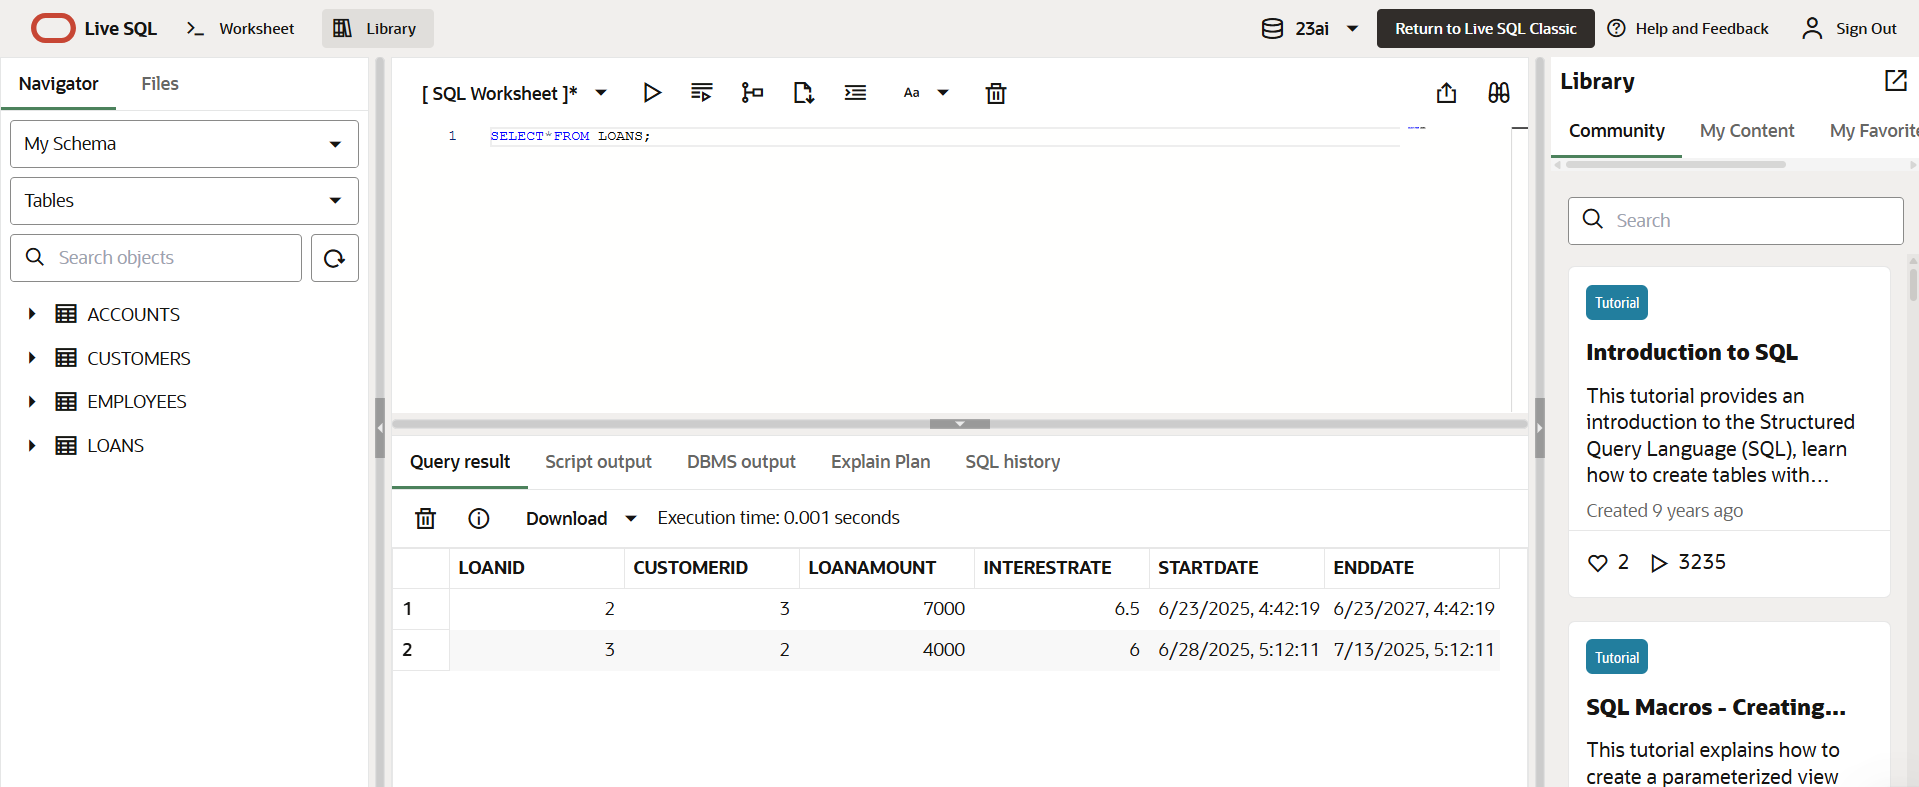 Live SQL
Worksheet
Library
23ai
Return to Live SQL Classic
Help and Feedback
Sign Out
Navigator
Files
My Schema
Tables
Search objects
ACCOUNTS
CUSTOMERS
EMPLOYEES
LOANS
[ SQL Worksheet ]*
Aa
1 SELECT*FROM LOANS;
Query result
Script output
DBMS output
Explain Plan
SQL history
Download
Execution time: 0.001 seconds
LOANID CUSTOMERID LOANAMOUNT INTERESTRATE STARTDATE ENDDATE
1 2 3 7000 6.5 6/23/2025, 4:42:19 6/23/2027, 4:42:19
2 3 2 4000 6 6/28/2025, 5:12:11 7/13/2025, 5:12:11
Library
Community
My Content
My Favorite
Search
Tutorial
Introduction to SQL
This tutorial provides an
introduction to the Structured
Query Language (SQL), learn
how to create tables with...
Created 9 years ago
2
3235
Tutorial
SQL Macros - Creating...
This tutorial explains how to
create a parameterized view